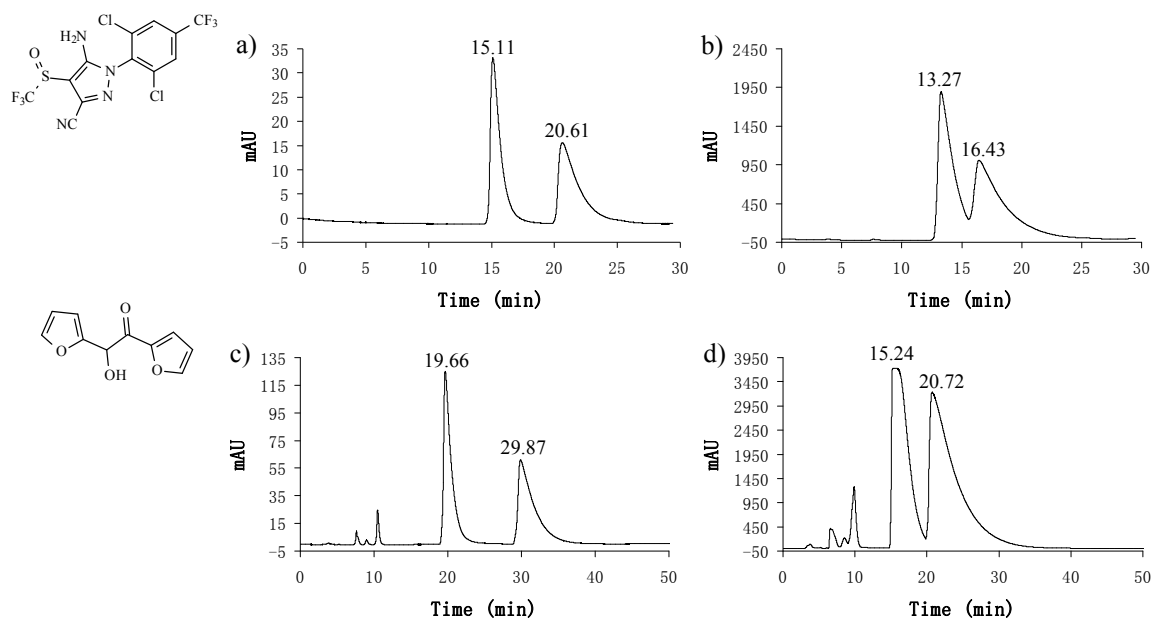 Cl
CF3
H2N
O
S
N
N
F3C
Cl
NC
a)
35
30
25
20
15
10
5
0
-5
mAU
15.11
20.61
0 5 10 15 20 25 30
Time (min)
b)
2450
1950
1450
950
450
-50
mAU
13.27
16.43
0 5 10 15 20 25 30
Time (min)
O
O
OH
O
c)
135
115
95
75
55
35
15
-5
mAU
19.66
29.87
0 10 20 30 40 50
Time (min)
d)
3950
3450
2950
2450
1950
1450
950
450
-50
mAU
15.24
20.72
0 10 20 30 40 50
Time (min)